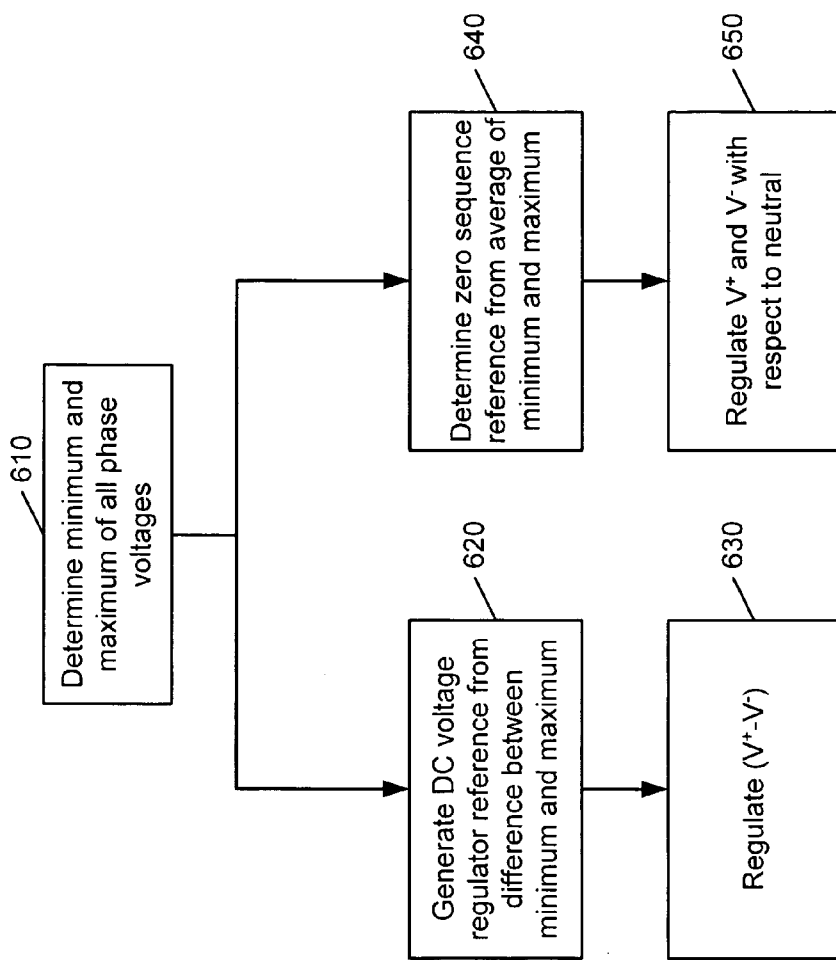 610
Determine minimum and
maximum of all phase
voltages
620
Generate DC voltage
regulator reference from
difference between
minimum and maximum
630
Regulate (V+-V-)
640
Determine zero sequence
reference from average of
minimum and maximum
650
Regulate V+ and V- with
respect to neutral